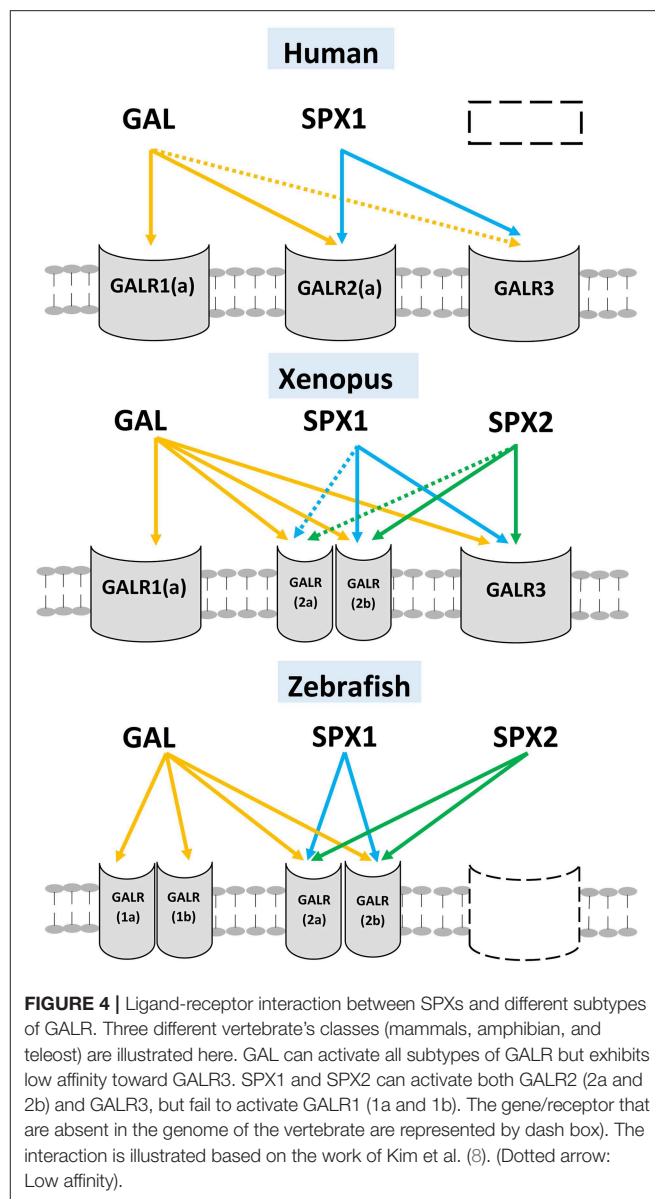 Human
GAL SPX1
GALR1(a) GALR2(a) GALR3
Xenopus
GAL SPX1 SPX2
GALR1(a) GALR (2a) GALR (2b) GALR3
Zebrafish
GAL SPX1 SPX2
GALR (1a) GALR (1b) GALR (2a) GALR (2b)
FIGURE 4 | Ligand-receptor interaction between SPXs and different subtypes
of GALR. Three different vertebrate's classes (mammals, amphibian, and
teleost) are illustrated here. GAL can activate all subtypes of GALR but exhibits
low affinity toward GALR3. SPX1 and SPX2 can activate both GALR2 (2a and
2b) and GALR3, but fail to activate GALR1 (1a and 1b). The gene/receptor that
are absent in the genome of the vertebrate are represented by dash box). The
interaction is illustrated based on the work of Kim et al. (8). (Dotted arrow:
Low affinity).